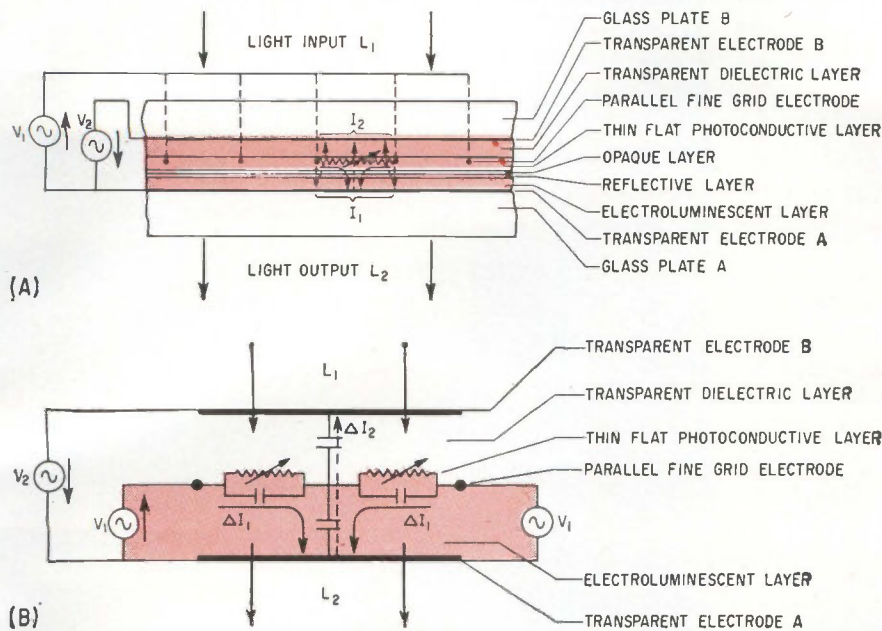 GLASS PLATE B
TRANSPARENT ELECTRODE B
LIGHT INPUT L1
TRANSPARENT DIELECTRIC LAYER
PARALLEL FINE GRID ELECTRODE
V1
V2
I2
THIN FLAT PHOTOCONDUCTIVE LAYER
OPAQUE LAYER
REFLECTIVE LAYER
I1
ELECTROLUMINESCENT LAYER
TRANSPARENT ELECTRODE A
LIGHT OUTPUT L2
GLASS PLATE A
(A)
TRANSPARENT ELECTRODE B
L1
TRANSPARENT DIELECTRIC LAYER
ΔI2
THIN FLAT PHOTOCONDUCTIVE LAYER
V2
PARALLEL FINE GRID ELECTRODE
V1
ΔI1
ΔI1
V1
ELECTROLUMINESCENT LAYER
L2
(B)
TRANSPARENT ELECTRODE A